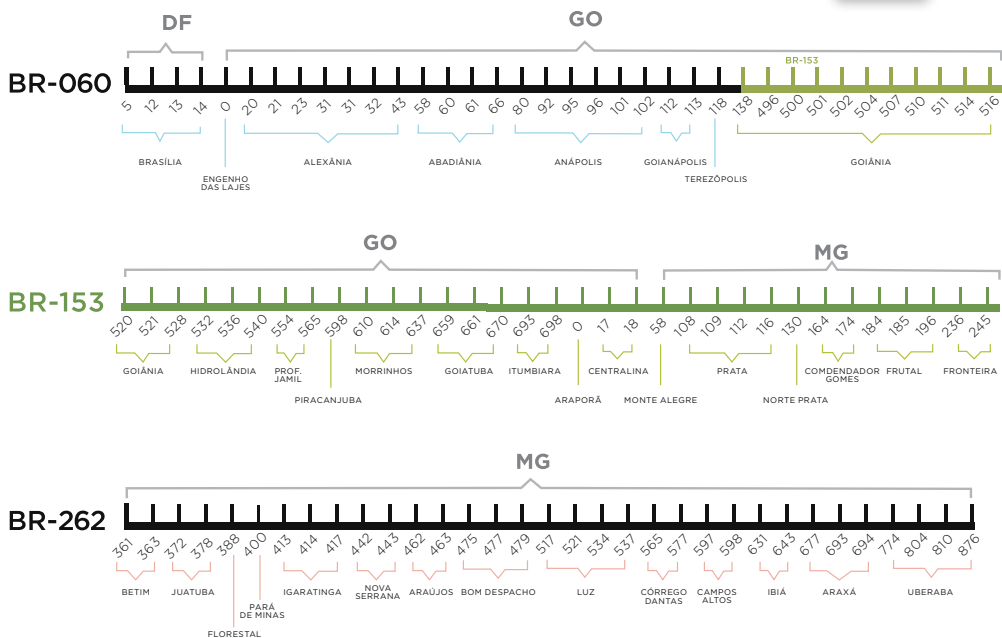 DF
GO
BR-060
BR-153
5 12 13 14 0 20 21 23 31 31 32 43 58 60 61 66 80 92 95 96 101 102 112 113 118 138 496 500 501 502 504 507 510 511 514 516
BRASÍLIA
ENGENHO
DAS LAJES
ALEXÂNIA
ABADIÂNIA
ANÁPOLIS
GOIANÁPOLIS
TEREZÓPOLIS
GOIÂNIA
GO
MG
BR-153
520 521 528 532 536 540 554 565 598 610 614 637 659 661 670 693 698 0 17 18 58 108 109 112 116 130 164 174 184 185 196 236 245
GOIÂNIA
HIDROLÂNDIA
PROF.
JAMIL
PIRACANJUBA
MORRINHOS
GOIATUBA
ITUMBIARA
ARAPORÃ
CENTRALINA
MONTE ALEGRE
PRATA
NORTE PRATA
COMDENDADOR
GOMES
FRUTAL
FRONTEIRA
MG
BR-262
361 363 372 378 388 400 413 414 417 442 443 462 463 475 477 479 517 521 534 537 565 577 597 598 631 643 677 693 694 774 804 810 876
BETIM
JUATUBA
FLORESTAL
PARÁ
DE MINAS
IGARATINGA
NOVA
SERRANA
ARAÚJOS
BOM DESPACHO
LUZ
CÓRREGO
DANTAS
CAMPOS
ALTOS
IBIÁ
ARAXÁ
UBERABA